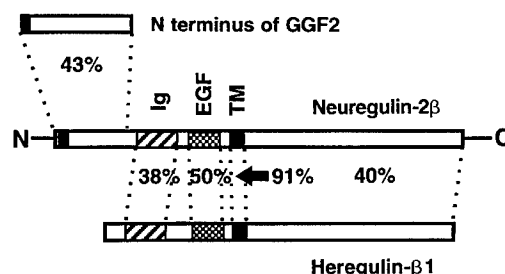 N terminus of GGF2
43%
Ig
EGF
TM
Neuregulin-2β
N
C
38%
50%
91%
40%
Heregulin-β1